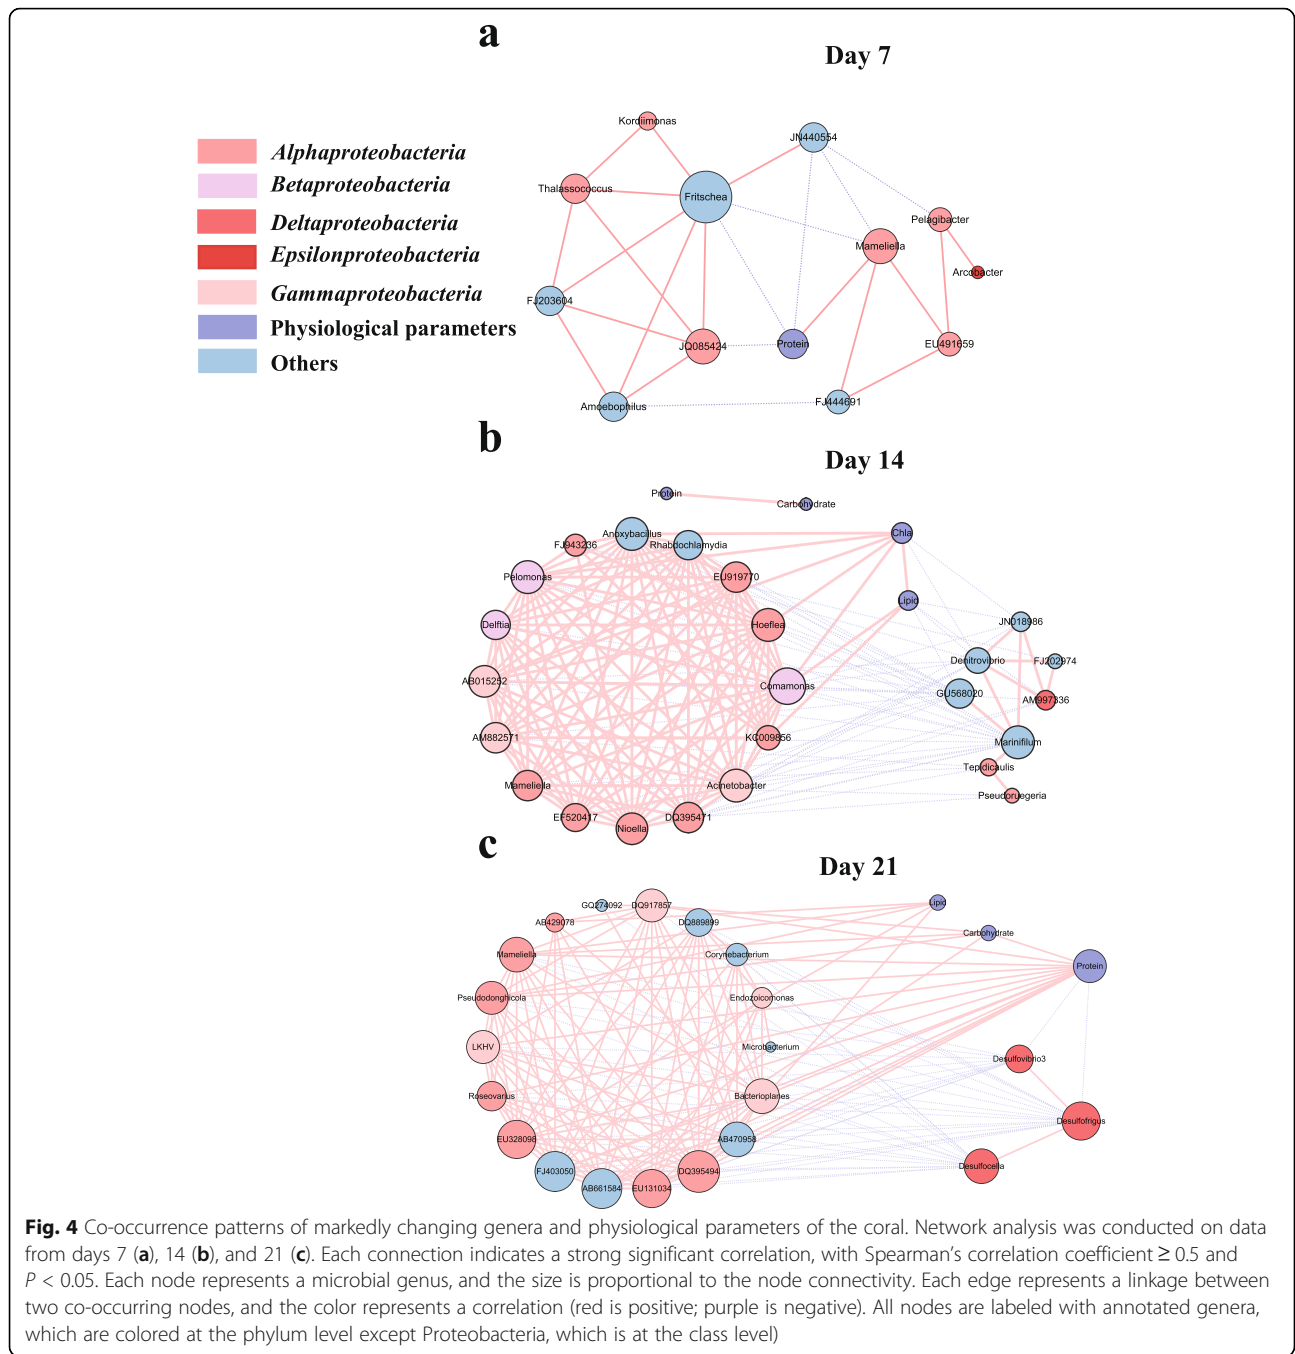 a
Day 7
Alphaproteobacteria
Betaproteobacteria
Deltaproteobacteria
Epsilonproteobacteria
Gammaproteobacteria
Physiological parameters
Others
Kordiimonas
JN440554
Thalassococcus
Fritschea
Pelagibacter
Mameliella
Arcobacter
FJ203604
JQ085424
Protein
EU491659
Amoebophilus
FJ444691
b
Day 14
Protein
Carbohydrate
Anoxybacillus
Chla
FJ943236
Rhabdochlamydia
Pelomonas
EU919770
Lipid
Delftia
Hoeflea
JN018986
Denitrovibrio
FJ202974
AB015252
Comamonas
GU568020
AM997336
AM882571
KC009856
Marinifilum
Tepidicaulis
Mameliella
Acinetobacter
Pseudoruegeria
EF520417
Nioella
DQ395471
c
Day 21
GQ274092
DQ917857
Lipid
AB429078
DQ889899
Carbohydrate
Mameliella
Corynebacterium
Protein
Pseudodonghicola
Endozoicomonas
LKHV
Microbacterium
Desulfovibrio3
Roseovarius
Bacterioplanes
Desulfofrigus
EU328098
AB470958
FJ403050
DQ395494
Desulfocella
AB661584
EU131034
Fig. 4 Co-occurrence patterns of markedly changing genera and physiological parameters of the coral. Network analysis was conducted on data
from days 7 (a), 14 (b), and 21 (c). Each connection indicates a strong significant correlation, with Spearman's correlation coefficient ≥ 0.5 and
P < 0.05. Each node represents a microbial genus, and the size is proportional to the node connectivity. Each edge represents a linkage between
two co-occurring nodes, and the color represents a correlation (red is positive; purple is negative). All nodes are labeled with annotated genera,
which are colored at the phylum level except Proteobacteria, which is at the class level)